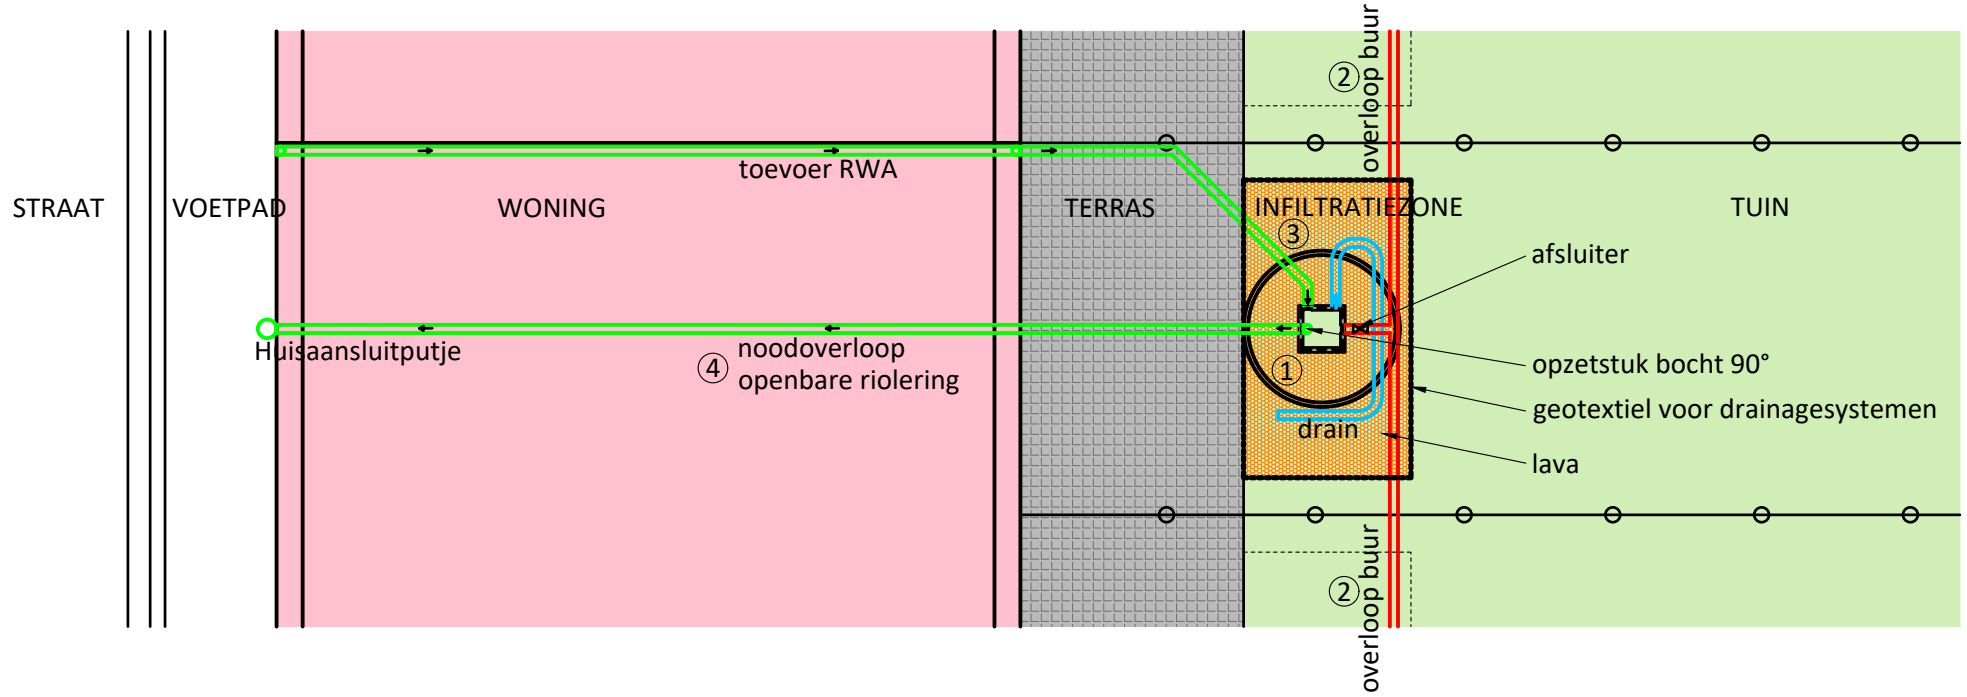 overloop buur
②
toevoer RWA
STRAAT
VOETPAD
WONING
TERRAS
INFILTRATIEZONE
TUIN
③
afsluiter
Huisaansluitputje
④
noodoverloop
openbare riolering
①
opzetstuk bocht 90°
geotextiel voor drainagesystemen
drain
lava
②
overloop buur